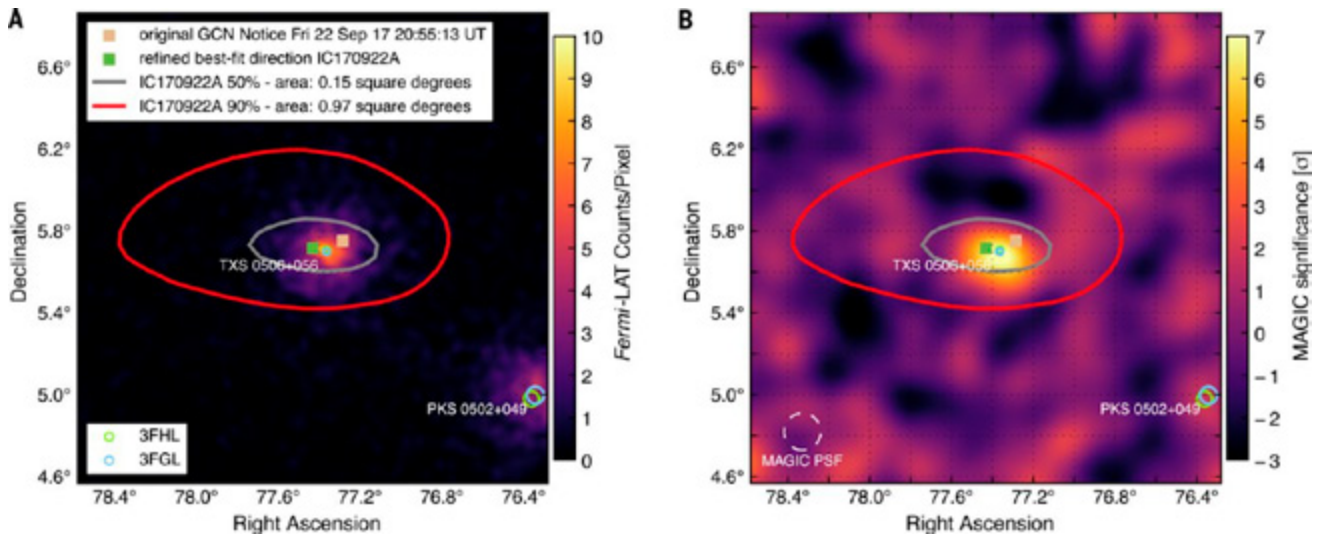 A
original GCN Notice Fri 22 Sep 17 20:55:13 UT
refined best-fit direction IC170922A
IC170922A 50% - area: 0.15 square degrees
IC170922A 90% - area: 0.97 square degrees
6.6°
6.2°
5.8°
5.4°
5.0°
4.6°
Declination
TXS 0506+056
PKS 0502+049
3FHL
3FGL
78.4°
78.0°
77.6°
77.2°
76.8°
76.4°
Right Ascension
10
9
8
7
6
5
4
3
2
1
0
Fermi-LAT Counts/Pixel
B
6.6°
6.2°
5.8°
5.4°
5.0°
4.6°
Declination
TXS 0506+056
PKS 0502+049
MAGIC PSF
78.4°
78.0°
77.6°
77.2°
76.8°
76.4°
Right Ascension
7
6
5
4
3
2
1
0
−1
−2
−3
MAGIC significance [σ]